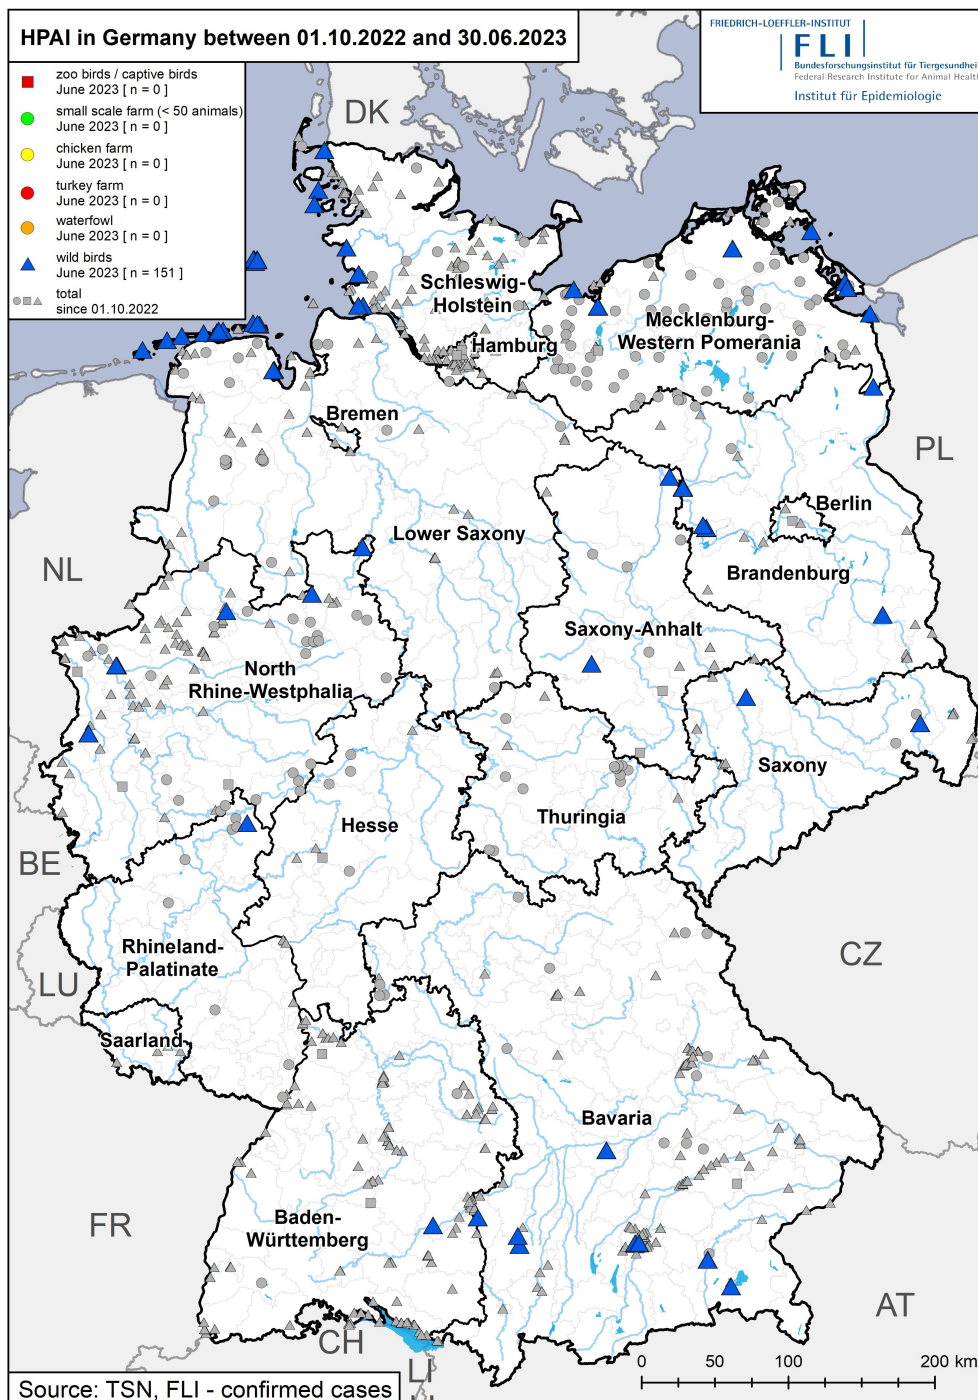 HPAI in Germany between 01.10.2022 and 30.06.2023
FRIEDRICH-LOEFFLER-INSTITUT
FLI
Bundesforschungsinstitut für Tiergesundhei
Federal Research Institute for Animal Healt
Institut für Epidemiologie
zoo birds / captive birds
June 2023 [ n = 0 ]
small scale farm (< 50 animals)
June 2023 [ n = 0 ]
chicken farm
June 2023 [ n = 0 ]
turkey farm
June 2023 [ n = 0 ]
waterfowl
June 2023 [ n = 0 ]
wild birds
June 2023 [ n = 151 ]
total
since 01.10.2022
DK
Schleswig-
Holstein
Hamburg
Mecklenburg-
Western Pomerania
Bremen
PL
Berlin
Lower Saxony
NL
Brandenburg
Saxony-Anhalt
North
Rhine-Westphalia
Saxony
Thuringia
Hesse
BE
Rhineland-
Palatinate
CZ
LU
Saarland
Bavaria
FR
Baden-
Württemberg
AT
CH
LI
0 50 100 200 km
Source: TSN, FLI - confirmed cases